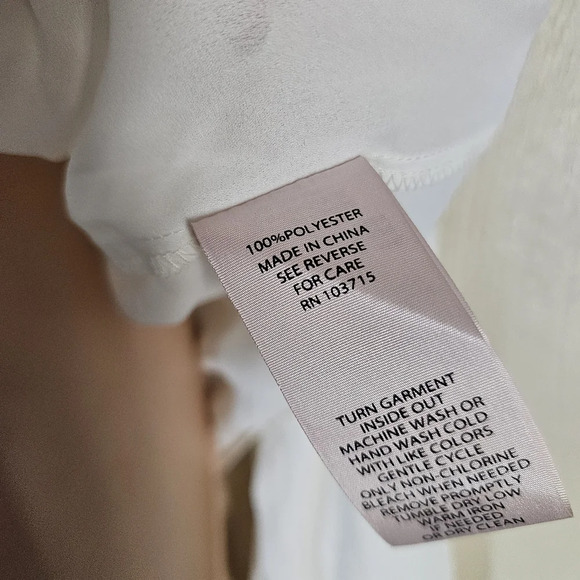 100%POLYESTER
MADE IN CHINA
SEE REVERSE
FOR CARE
RN 103715
TURN GARMENT
INSIDE OUT
MACHINE WASH OR
HAND WASH COLD
WITH LIKE COLORS
GENTLE CYCLE
ONLY NON-CHLORINE
BLEACH WHEN NEEDED
REMOVE PROMPTLY
TUMBLE DRY LOW
WARM IRON
IF NEEDED
OR DRY CLEAN